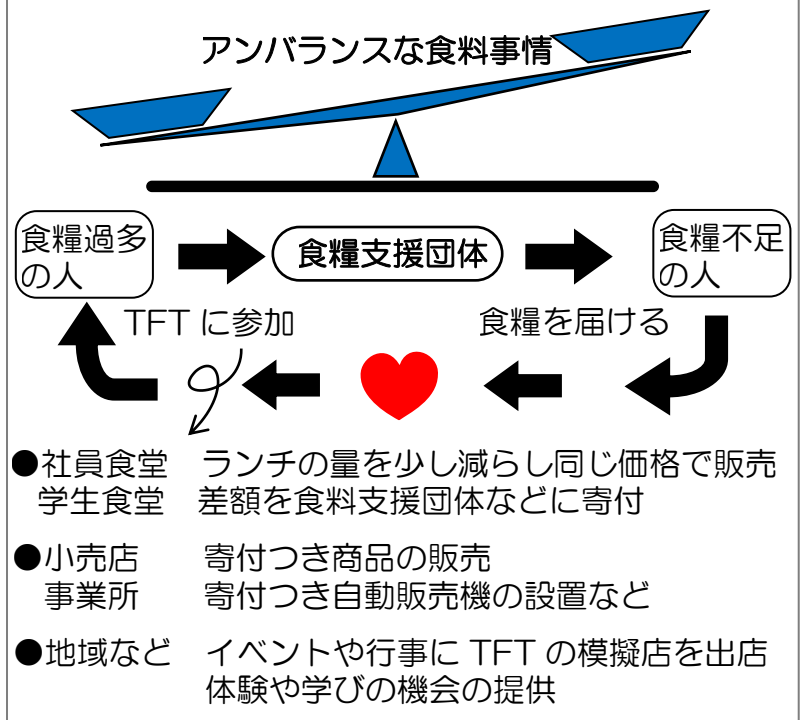 アンバランスな食料事情
食糧過多
の人
食糧支援団体
食糧不足
の人
TFT に参加
食糧を届ける
●社員食堂 ランチの量を少し減らし同じ価格で販売
学生食堂 差額を食料支援団体などに寄付
●小売店 寄付つき商品の販売
事業所 寄付つき自動販売機の設置など
●地域など イベントや行事に TFT の模擬店を出店
体験や学びの機会の提供